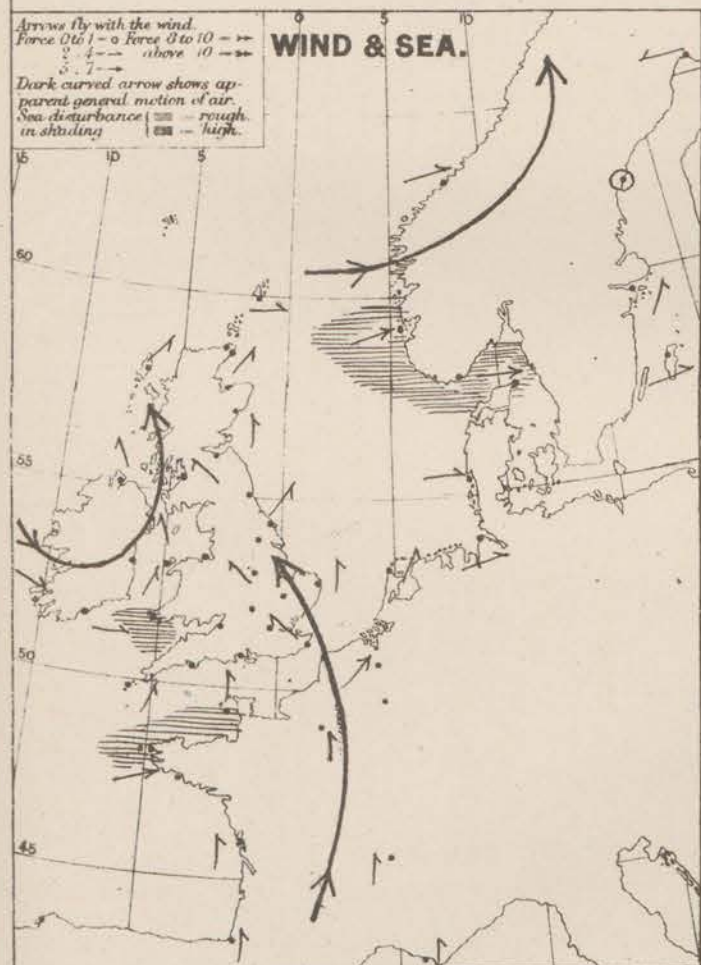 Arrows fly with the wind.
Force 0 to 1 – o Force 8 to 10 –
2 . 4 – above 10 –
5 . 7 –
Dark curved arrow shows ap-
parent general motion of air.
Sea disturbance { – rough.
in shading { – high.
WIND & SEA.
0 5 10
15 10 5
60
55
50
45